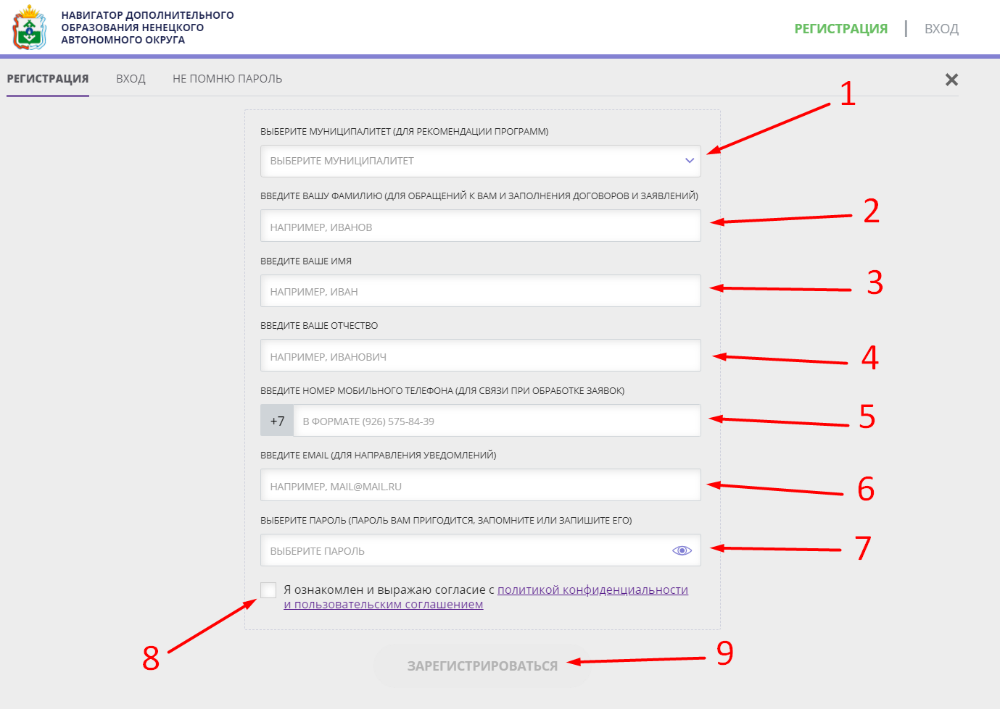 НАВИГАТОР ДОПОЛНИТЕЛЬНОГО
ОБРАЗОВАНИЯ НЕНЕЦКОГО
АВТОНОМНОГО ОКРУГА
РЕГИСТРАЦИЯ | ВХОД
РЕГИСТРАЦИЯ ВХОД НЕ ПОМНЮ ПАРОЛЬ
1
ВЫБЕРИТЕ МУНИЦИПАЛИТЕТ (ДЛЯ РЕКОМЕНДАЦИИ ПРОГРАММ)
ВЫБЕРИТЕ МУНИЦИПАЛИТЕТ
ВВЕДИТЕ ВАШУ ФАМИЛИЮ (ДЛЯ ОБРАЩЕНИЙ К ВАМ И ЗАПОЛНЕНИЯ ДОГОВОРОВ И ЗАЯВЛЕНИЙ)
НАПРИМЕР, ИВАНОВ
2
ВВЕДИТЕ ВАШЕ ИМЯ
НАПРИМЕР, ИВАН
3
ВВЕДИТЕ ВАШЕ ОТЧЕСТВО
НАПРИМЕР, ИВАНОВИЧ
4
ВВЕДИТЕ НОМЕР МОБИЛЬНОГО ТЕЛЕФОНА (ДЛЯ СВЯЗИ ПРИ ОБРАБОТКЕ ЗАЯВОК)
+7 В ФОРМАТЕ (926) 575-84-39
5
ВВЕДИТЕ EMAIL (ДЛЯ НАПРАВЛЕНИЯ УВЕДОМЛЕНИЙ)
НАПРИМЕР, MAIL@MAIL.RU
6
ВЫБЕРИТЕ ПАРОЛЬ (ПАРОЛЬ ВАМ ПРИГОДИТСЯ, ЗАПОМНИТЕ ИЛИ ЗАПИШИТЕ ЕГО)
ВЫБЕРИТЕ ПАРОЛЬ
7
Я ознакомлен и выражаю согласие с политикой конфиденциальности
и пользовательским соглашением
8
ЗАРЕГИСТРИРОВАТЬСЯ
9